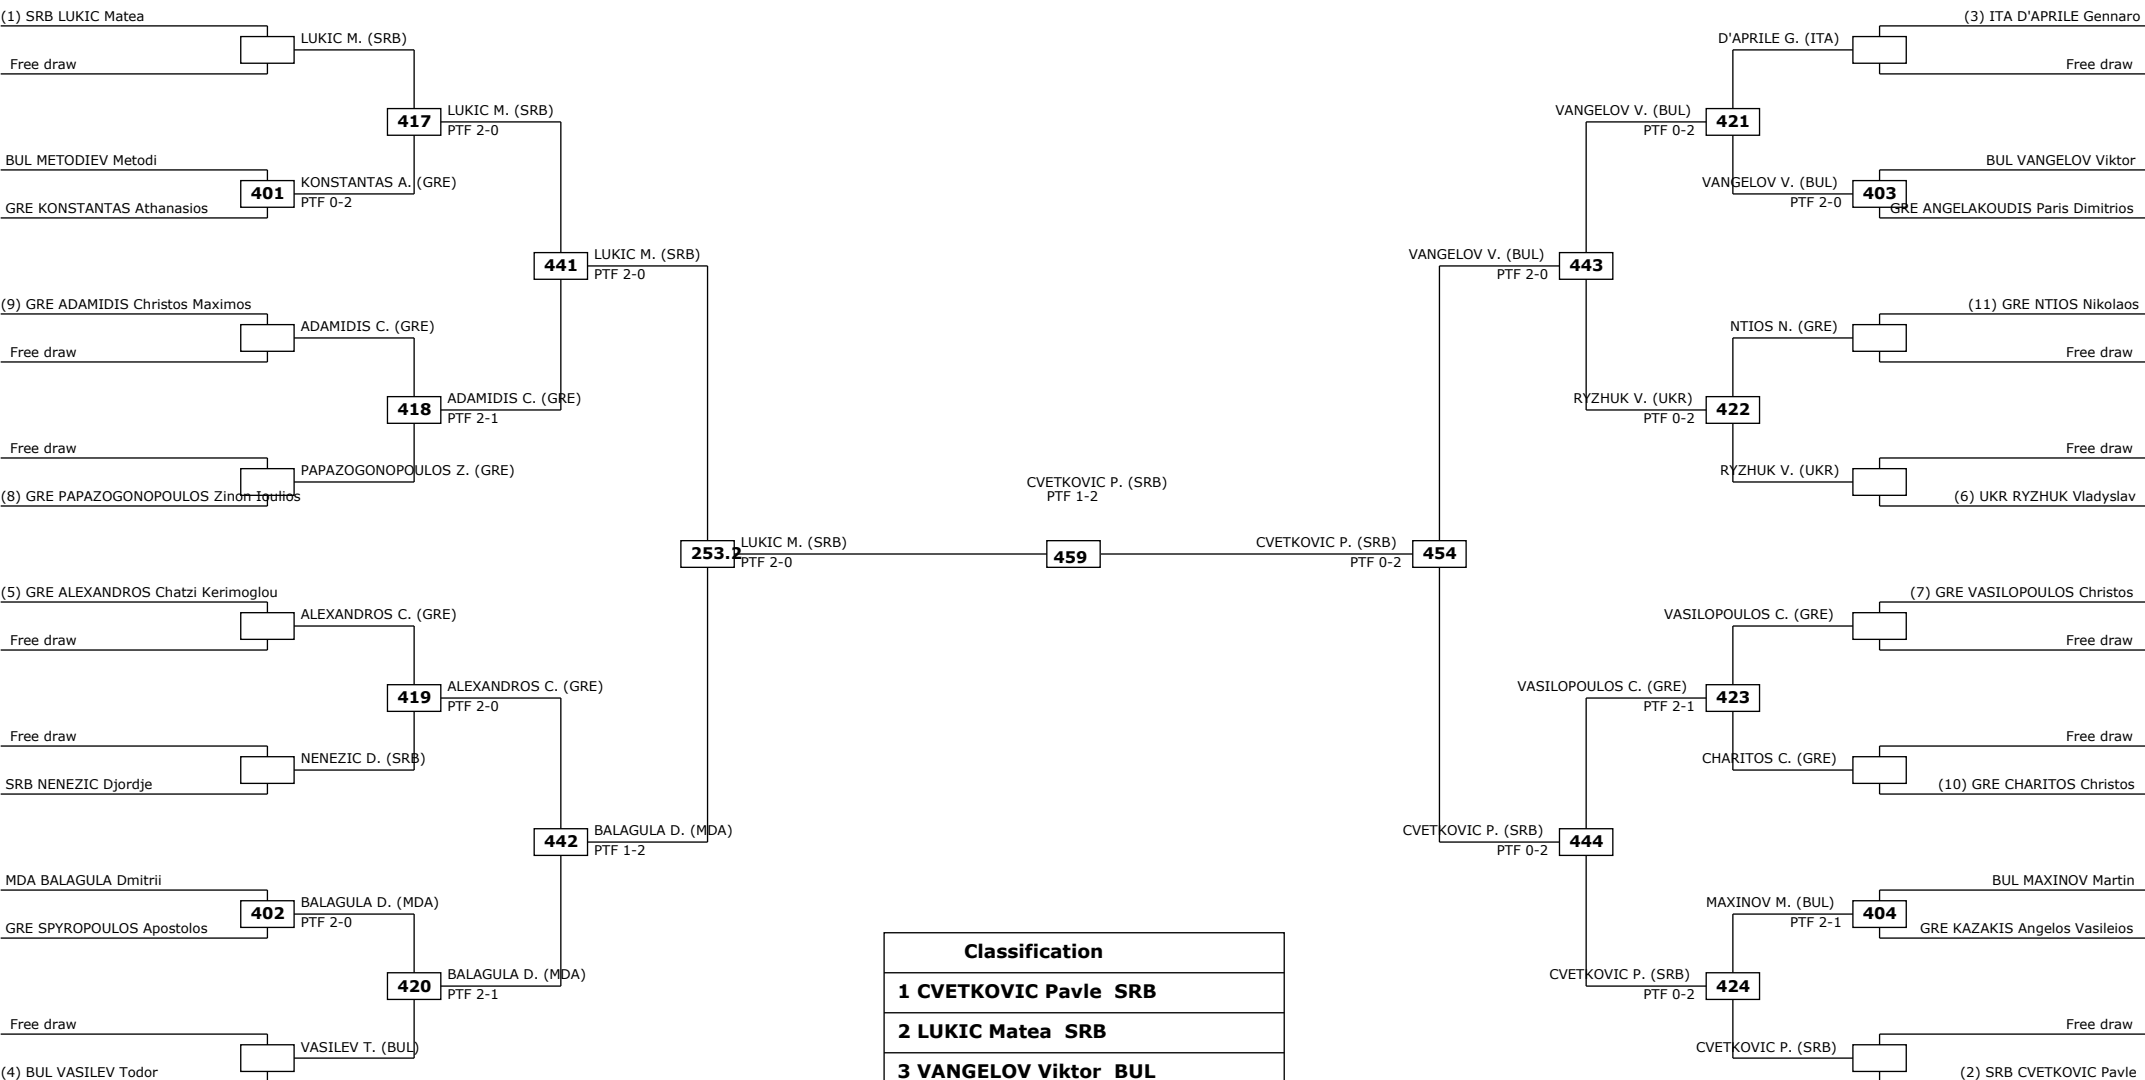 (1) SRB LUKIC Matea
Free draw
LUKIC M. (SRB)
BUL METODIEV Metodi
GRE KONSTANTAS Athanasios
401
KONSTANTAS A. (GRE)
PTF 0-2
417
LUKIC M. (SRB)
PTF 2-0
(9) GRE ADAMIDIS Christos Maximos
Free draw
ADAMIDIS C. (GRE)
Free draw
(8) GRE PAPAZOGONOPOULOS Zinon Ioulios
PAPAZOGONOPOULOS Z. (GRE)
418
ADAMIDIS C. (GRE)
PTF 2-1
441
LUKIC M. (SRB)
PTF 2-0
(5) GRE ALEXANDROS Chatzi Kerimoglou
Free draw
ALEXANDROS C. (GRE)
Free draw
SRB NENEZIC Djordje
NENEZIC D. (SRB)
419
ALEXANDROS C. (GRE)
PTF 2-0
MDA BALAGULA Dmitrii
GRE SPYROPOULOS Apostolos
402
BALAGULA D. (MDA)
PTF 2-0
Free draw
(4) BUL VASILEV Todor
VASILEV T. (BUL)
420
BALAGULA D. (MDA)
PTF 2-1
442
BALAGULA D. (MDA)
PTF 1-2
253.2
LUKIC M. (SRB)
PTF 2-0
CVETKOVIC P. (SRB)
PTF 1-2
459
(3) ITA D'APRILE Gennaro
Free draw
D'APRILE G. (ITA)
BUL VANGELOV Viktor
GRE ANGELAKOUDIS Paris Dimitrios
403
VANGELOV V. (BUL)
PTF 2-0
421
VANGELOV V. (BUL)
PTF 0-2
(11) GRE NTIOS Nikolaos
Free draw
NTIOS N. (GRE)
Free draw
(6) UKR RYZHUK Vladyslav
RYZHUK V. (UKR)
422
RYZHUK V. (UKR)
PTF 0-2
443
VANGELOV V. (BUL)
PTF 2-0
(7) GRE VASILOPOULOS Christos
Free draw
VASILOPOULOS C. (GRE)
Free draw
(10) GRE CHARITOS Christos
CHARITOS C. (GRE)
423
VASILOPOULOS C. (GRE)
PTF 2-1
BUL MAXINOV Martin
GRE KAZAKIS Angelos Vasileios
404
MAXINOV M. (BUL)
PTF 2-1
Free draw
(2) SRB CVETKOVIC Pavle
CVETKOVIC P. (SRB)
424
CVETKOVIC P. (SRB)
PTF 0-2
444
CVETKOVIC P. (SRB)
PTF 0-2
454
CVETKOVIC P. (SRB)
PTF 0-2
Classification
1 CVETKOVIC Pavle SRB
2 LUKIC Matea SRB
3 VANGELOV Viktor BUL